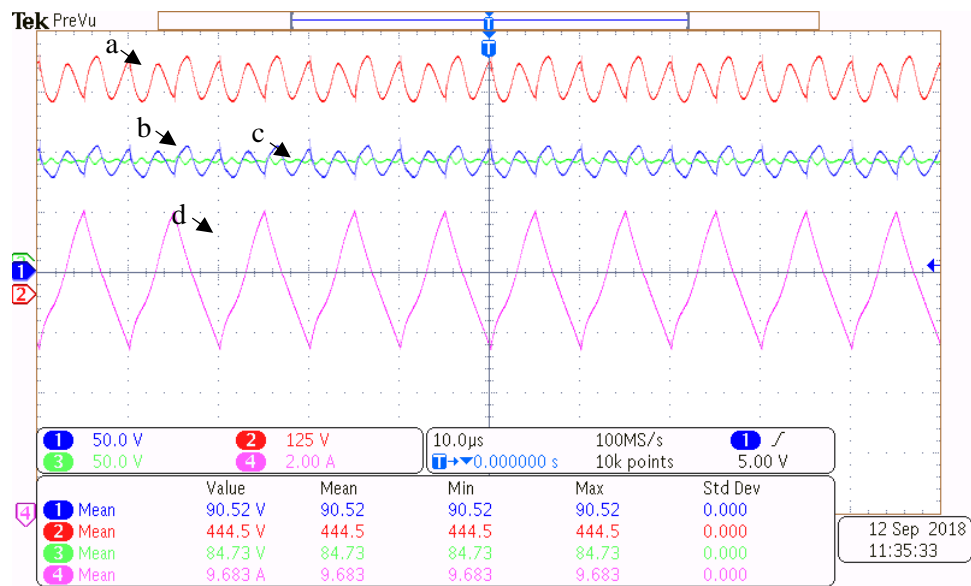 Tek PreVu
T
T
a
b
c
d
1
2
1 50.0 V 2 125 V
3 50.0 V 4 2.00 A
10.0µs 100MS/s 1 ƒ
T→▼0.000000 s 10k points 5.00 V
Value Mean Min Max Std Dev
1 Mean 90.52 V 90.52 90.52 90.52 0.000
2 Mean 444.5 V 444.5 444.5 444.5 0.000
3 Mean 84.73 V 84.73 84.73 84.73 0.000
4 Mean 9.683 A 9.683 9.683 9.683 0.000
4
12 Sep 2018
11:35:33